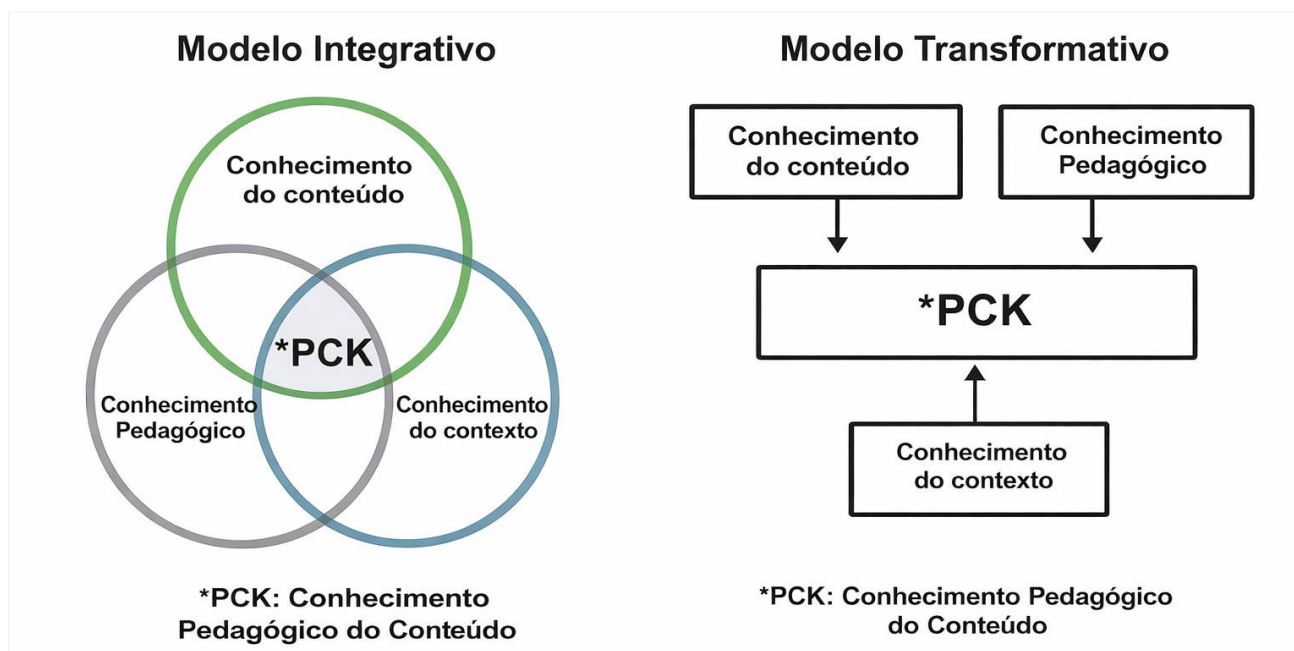 Modelo Integrativo
Conhecimento
do conteúdo
*PCK
Conhecimento
Pedagógico
Conhecimento
do contexto
*PCK: Conhecimento
Pedagógico do Conteúdo
Modelo Transformativo
Conhecimento
do conteúdo
Conhecimento
Pedagógico
*PCK
Conhecimento
do contexto
*PCK: Conhecimento Pedagógico
do Conteúdo